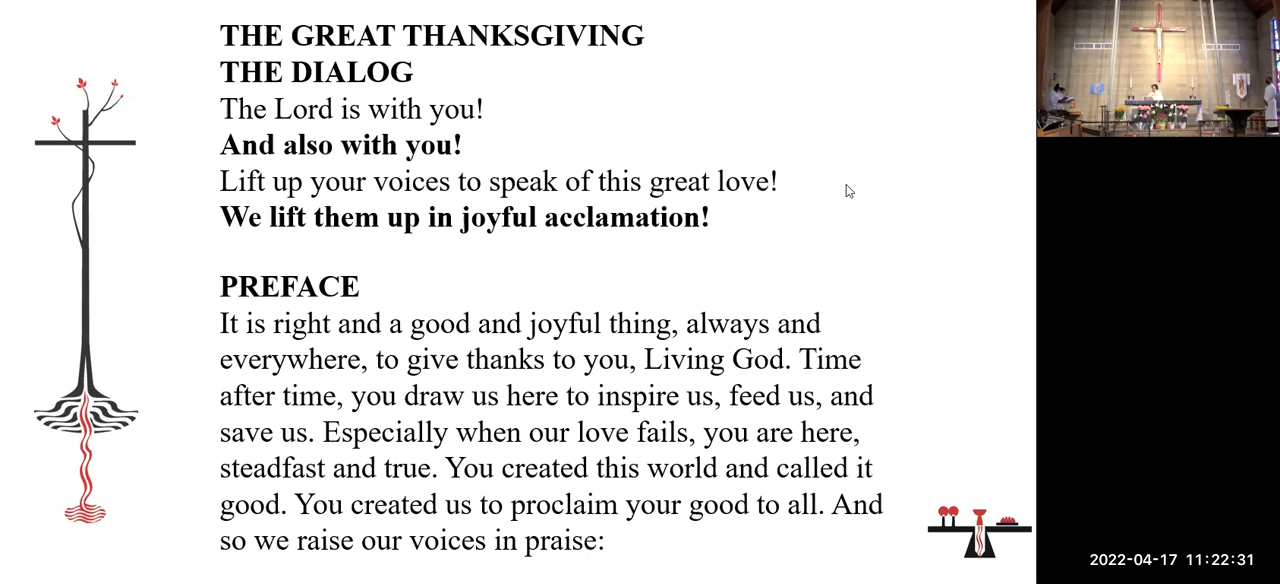 THE GREAT THANKSGIVING
THE DIALOG
The Lord is with you!
And also with you!
Lift up your voices to speak of this great love!
We lift them up in joyful acclamation!
PREFACE
It is right and a good and joyful thing, always and
everywhere, to give thanks to you, Living God. Time
after time, you draw us here to inspire us, feed us, and
save us. Especially when our love fails, you are here,
steadfast and true. You created this world and called it
good. You created us to proclaim your good to all. And
so we raise our voices in praise:
2022-04-17 11:22:31